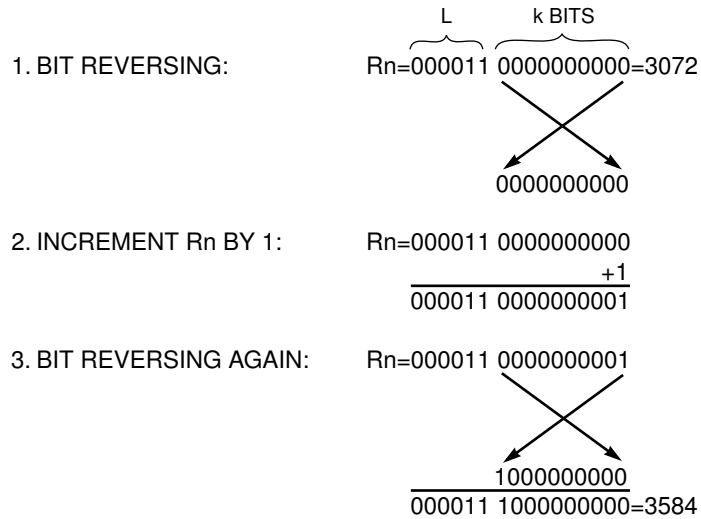 L k BITS
1. BIT REVERSING: Rn=000011 0000000000=3072
0000000000
2. INCREMENT Rn BY 1: Rn=000011 0000000000
+1
000011 0000000001
3. BIT REVERSING AGAIN: Rn=000011 0000000001
1000000000
000011 1000000000=3584